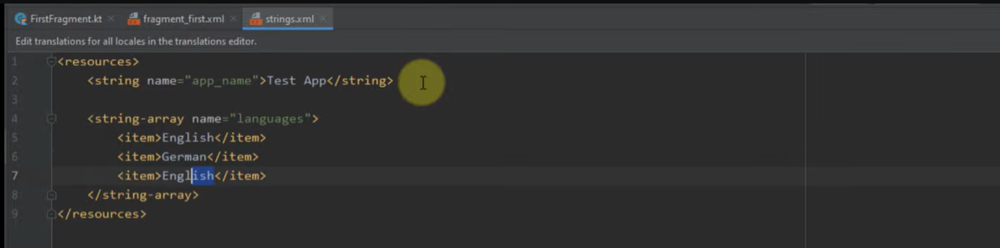 FirstFragment.kt fragment_first.xml strings.xml
Edit translations for all locales in the translations editor.
1 <resources>
2 <string name="app_name">Test App</string>
3
4 <string-array name="languages">
5 <item>English</item>
6 <item>German</item>
7 <item>English</item>
8 </string-array>
9 </resources>